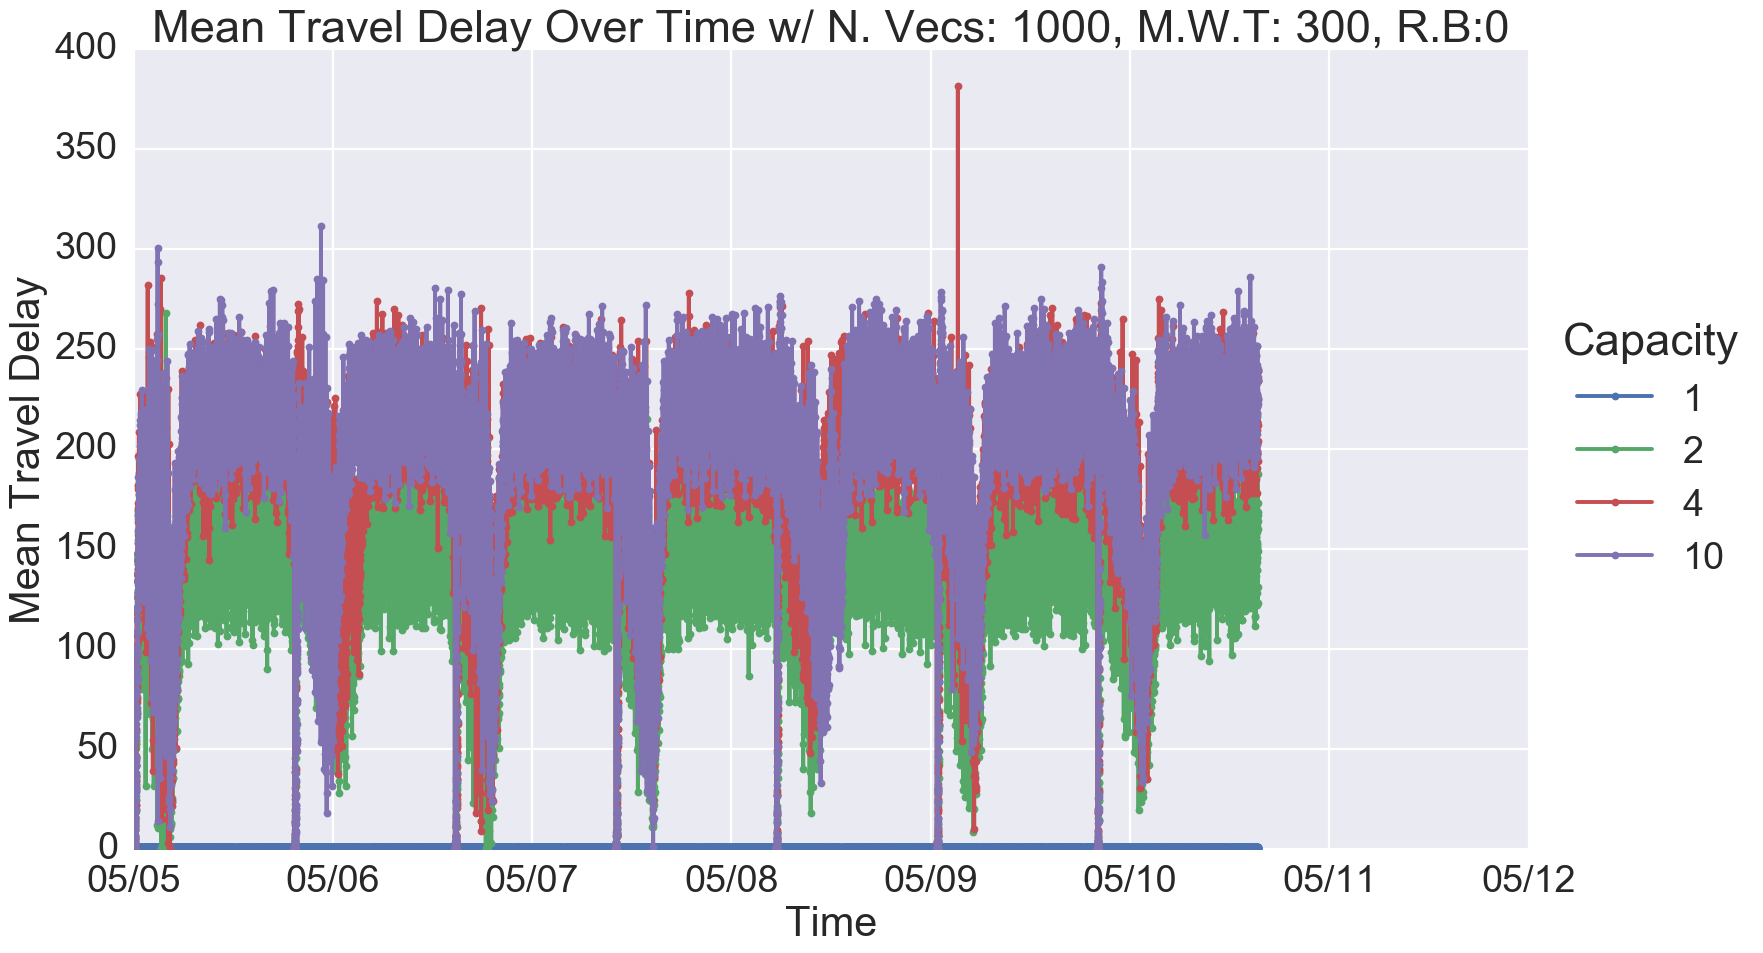 Mean Travel Delay Over Time w/ N. Vecs: 1000, M.W.T: 300, R.B:0
400
350
300
250
200
150
100
50
0
Mean Travel Delay
05/05 05/06 05/07 05/08 05/09 05/10 05/11 05/12
Time
Capacity
1
2
4
10